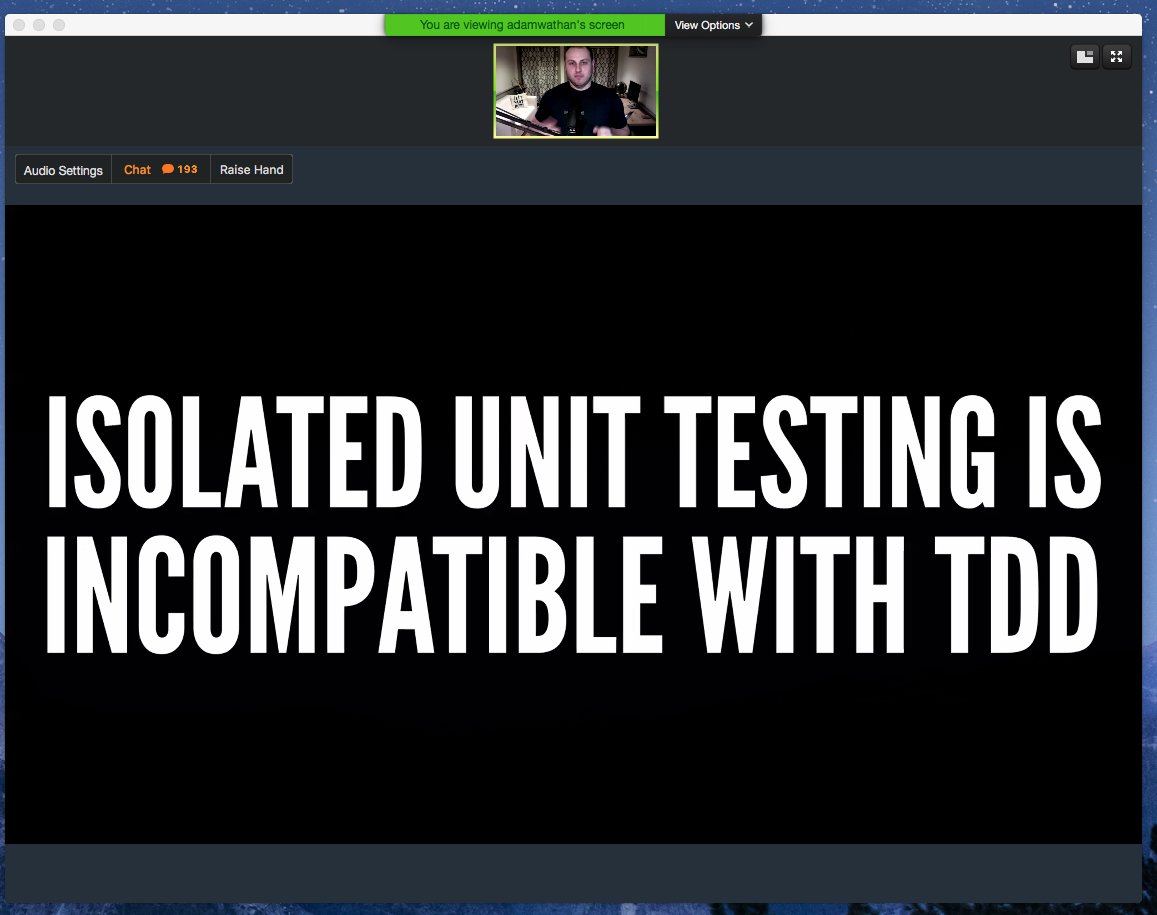 You are viewing adamwathan's screen
View Options
Audio Settings
Chat 193
Raise Hand
ISOLATED UNIT TESTING IS
INCOMPATIBLE WITH TDD